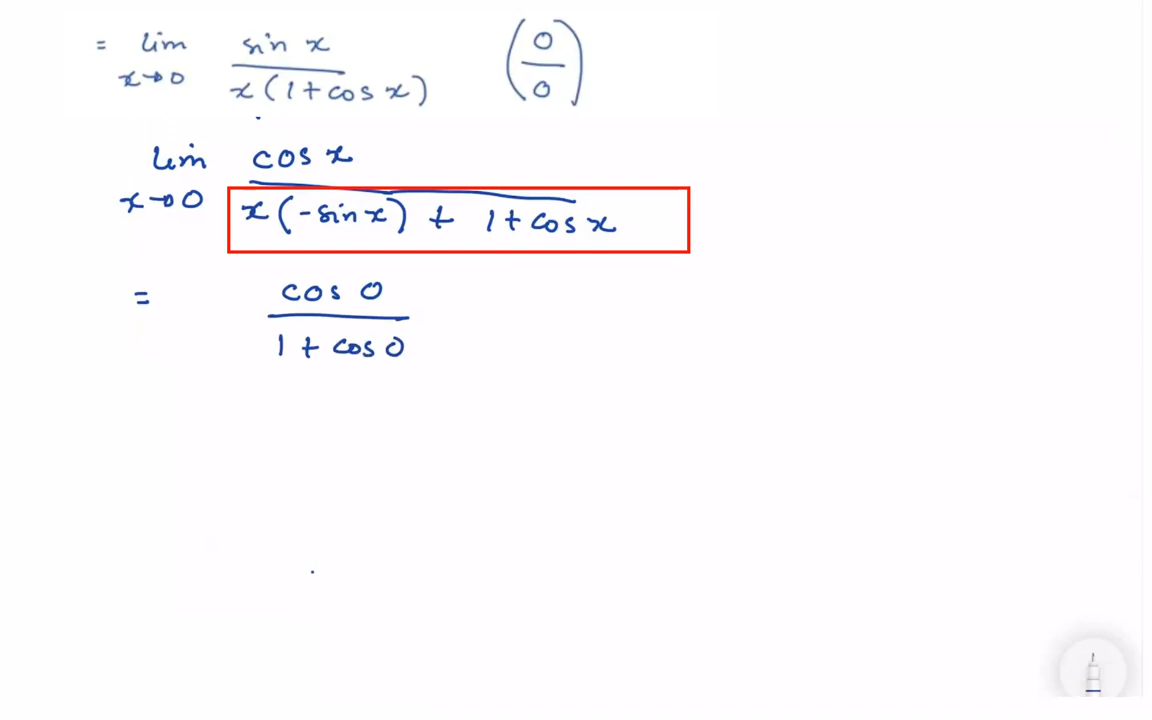 = lim x→0 sin x / x(1+cos x) (0/0)
lim x→0 cos x / x(-sin x) + 1+cos x
= cos 0 / 1 + cos 0